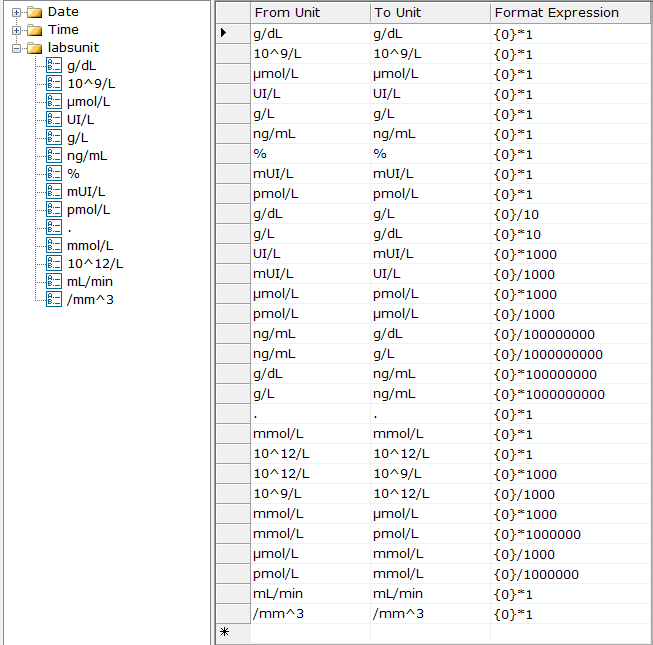 Date
Time
labsunit
g/dL
10^9/L
µmol/L
UI/L
g/L
ng/mL
%
mUI/L
pmol/L
.
mmol/L
10^12/L
mL/min
/mm^3
From Unit To Unit Format Expression
g/dL g/dL {0}*1
10^9/L 10^9/L {0}*1
µmol/L µmol/L {0}*1
UI/L UI/L {0}*1
g/L g/L {0}*1
ng/mL ng/mL {0}*1
% % {0}*1
mUI/L mUI/L {0}*1
pmol/L pmol/L {0}*1
g/dL g/L {0}/10
g/L g/dL {0}*10
UI/L mUI/L {0}*1000
mUI/L UI/L {0}/1000
µmol/L pmol/L {0}*1000
pmol/L µmol/L {0}/1000
ng/mL g/dL {0}/100000000
ng/mL g/L {0}/1000000000
g/dL ng/mL {0}*100000000
g/L ng/mL {0}*1000000000
. . {0}*1
mmol/L mmol/L {0}*1
10^12/L 10^12/L {0}*1
10^12/L 10^9/L {0}*1000
10^9/L 10^12/L {0}/1000
mmol/L µmol/L {0}*1000
mmol/L pmol/L {0}*1000000
µmol/L mmol/L {0}/1000
pmol/L mmol/L {0}/1000000
mL/min mL/min {0}*1
/mm^3 /mm^3 {0}*1